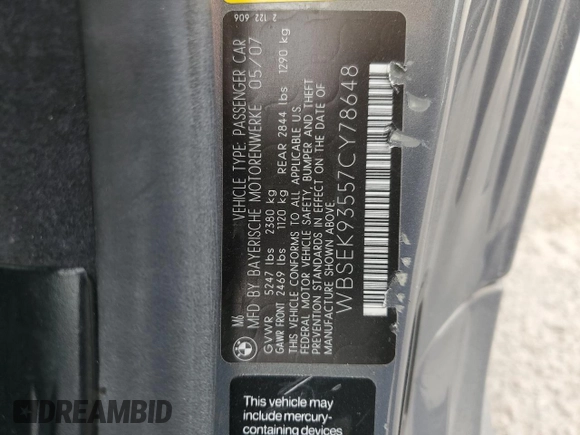 M6 VEHICLE TYPE: PASSENGER CAR 2 122 606
MFD BY BAYERISCHE MOTORENWERKE 05/07
GVWR 5247 lbs 2380 kg
GAWR FRONT 2469 lbs 1120 kg REAR 2844 lbs 1290 kg
THIS VEHICLE CONFORMS TO ALL APPLICABLE U.S.
FEDERAL MOTOR VEHICLE SAFETY, BUMPER AND THEFT
PREVENTION STANDARDS IN EFFECT ON THE DATE OF
MANUFACTURE SHOWN ABOVE.
WBSEK93557CY78648
This vehicle may
include mercury-
containing devices
DREAMBID